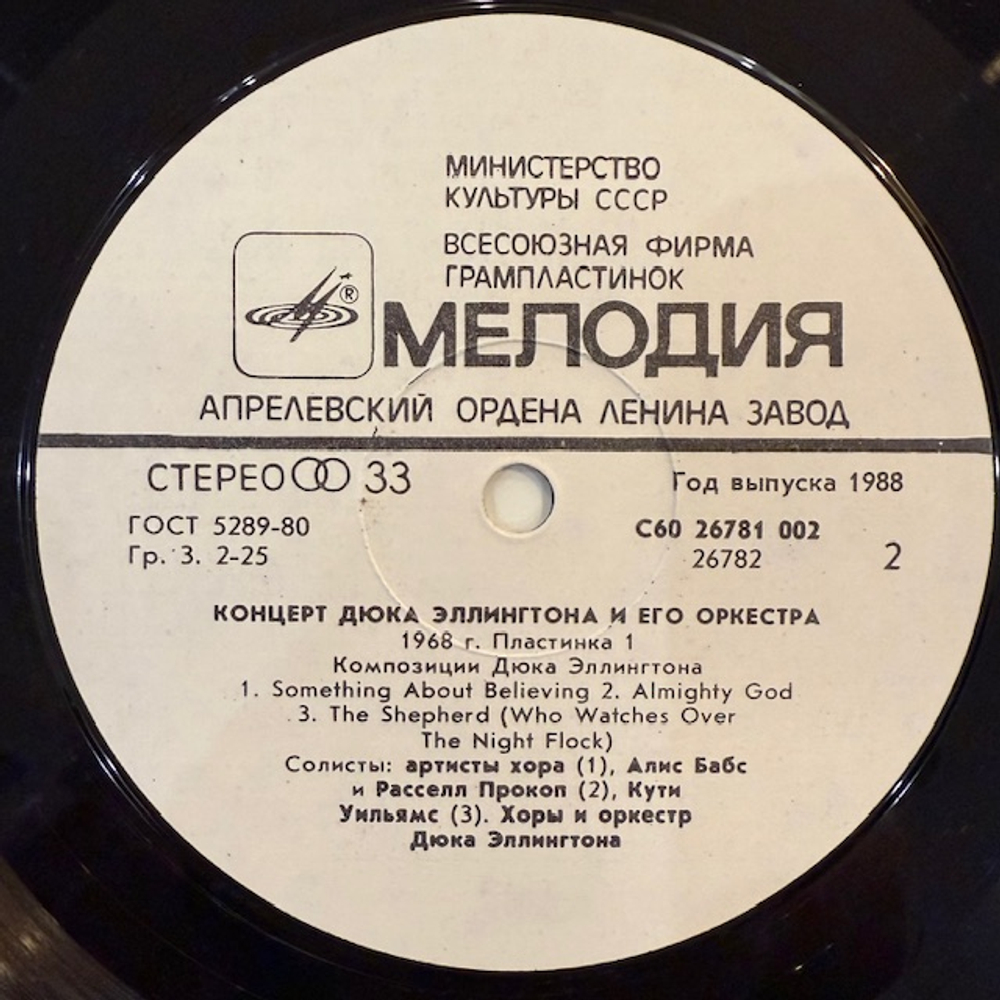 МИНИСТЕРСТВО
КУЛЬТУРЫ СССР
ВСЕСОЮЗНАЯ ФИРМА
ГРАМПЛАСТИНОК
®
МЕЛОДИЯ
АПРЕЛЕВСКИЙ ОРДЕНА ЛЕНИНА ЗАВОД
СТЕРЕО 33
Год выпуска 1988
ГОСТ 5289-80
С60 26781 002
Гр. 3. 2-25
26782
2
КОНЦЕРТ ДЮКА ЭЛЛИНГТОНА И ЕГО ОРКЕСТРА
1968 г. Пластинка 1
Композиции Дюка Эллингтона
1. Something About Believing 2. Almighty God
3. The Shepherd (Who Watches Over
The Night Flock)
Солисты: артисты хора (1), Алис Бабс
и Расселл Прокоп (2), Кути
Уильямс (3). Хоры и оркестр
Дюка Эллингтона